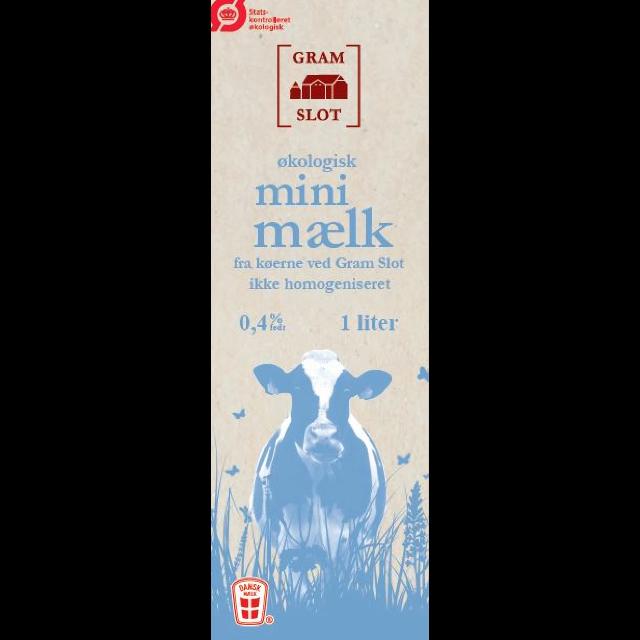 Stats-
kontrolleret
økologisk
GRAM
SLOT
økologisk
mini
mælk
fra køerne ved Gram Slot
ikke homogeniseret
0,4% fedt 1 liter
DANSK
MÆLK
®